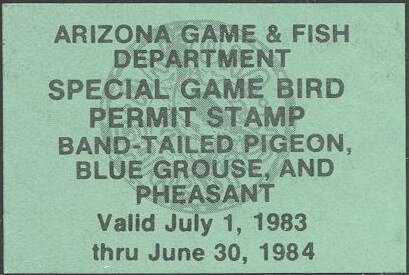 ARIZONA GAME & FISH
DEPARTMENT
SPECIAL GAME BIRD
PERMIT STAMP
BAND-TAILED PIGEON,
BLUE GROUSE, AND
PHEASANT
Valid July 1, 1983
thru June 30, 1984